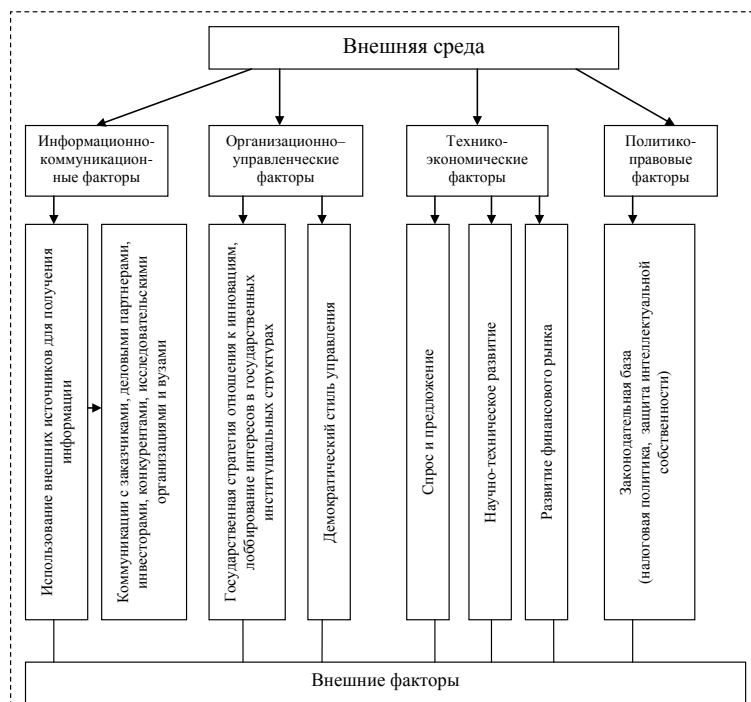 Внешняя среда
Информационно-
коммуникацион-
ные факторы
Организационно–
управленческие
факторы
Технико-
экономические
факторы
Политико-
правовые
факторы
Использование внешних источников для получения
информации
Коммуникации с заказчиками, деловыми партнерами,
инвесторами, конкурентами, исследовательскими
организациями и вузами
Государственная стратегия отношения к инновациям,
лоббирование интересов в государственных
институциальных структурах
Демократический стиль управления
Спрос и предложение
Научно-техническое развитие
Развитие финансового рынка
Законодательная база
(налоговая политика, защита интеллектуальной
собственности)
Внешние факторы